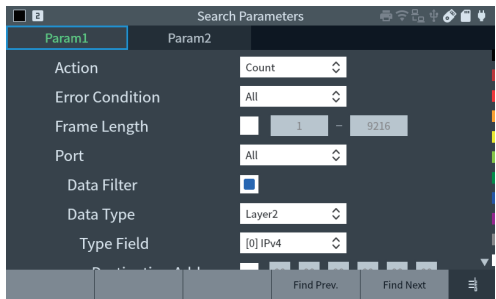 2 Search Parameters
Param1 Param2
Action Count
Error Condition All
Frame Length 1 – 9216
Port All
Data Filter
Data Type Layer2
Type Field [0] IPv4
Find Prev. Find Next